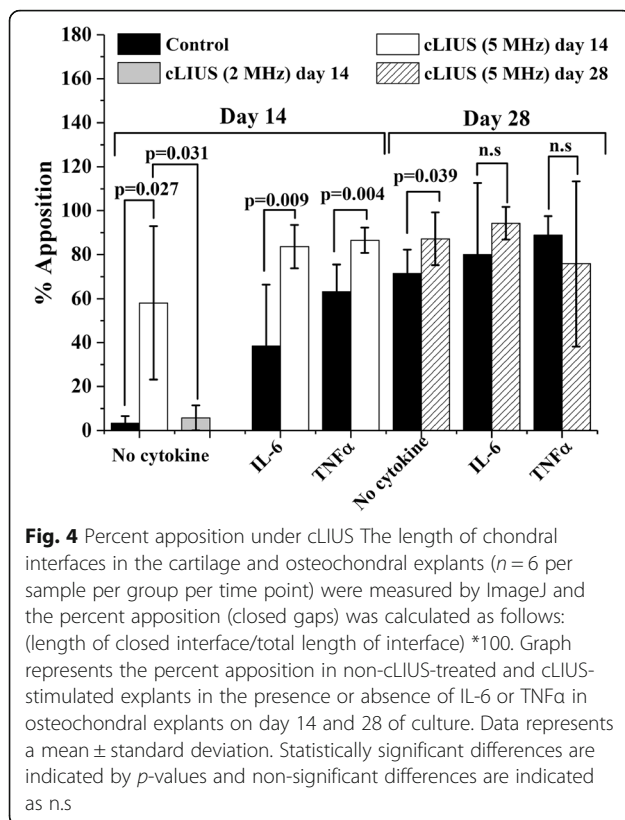 180
160
140
120
100
80
60
40
20
0
% Apposition
Control
cLIUS (5 MHz) day 14
cLIUS (2 MHz) day 14
cLIUS (5 MHz) day 28
Day 14
Day 28
p=0.031
p=0.027
p=0.009
p=0.004
p=0.039
n.s
n.s
No cytokine
IL-6
TNFα
No cytokine
IL-6
TNFα
Fig. 4 Percent apposition under cLIUS The length of chondral
interfaces in the cartilage and osteochondral explants (n = 6 per
sample per group per time point) were measured by ImageJ and
the percent apposition (closed gaps) was calculated as follows:
(length of closed interface/total length of interface) *100. Graph
represents the percent apposition in non-cLIUS-treated and cLIUS-
stimulated explants in the presence or absence of IL-6 or TNFα in
osteochondral explants on day 14 and 28 of culture. Data represents
a mean ± standard deviation. Statistically significant differences are
indicated by p-values and non-significant differences are indicated
as n.s